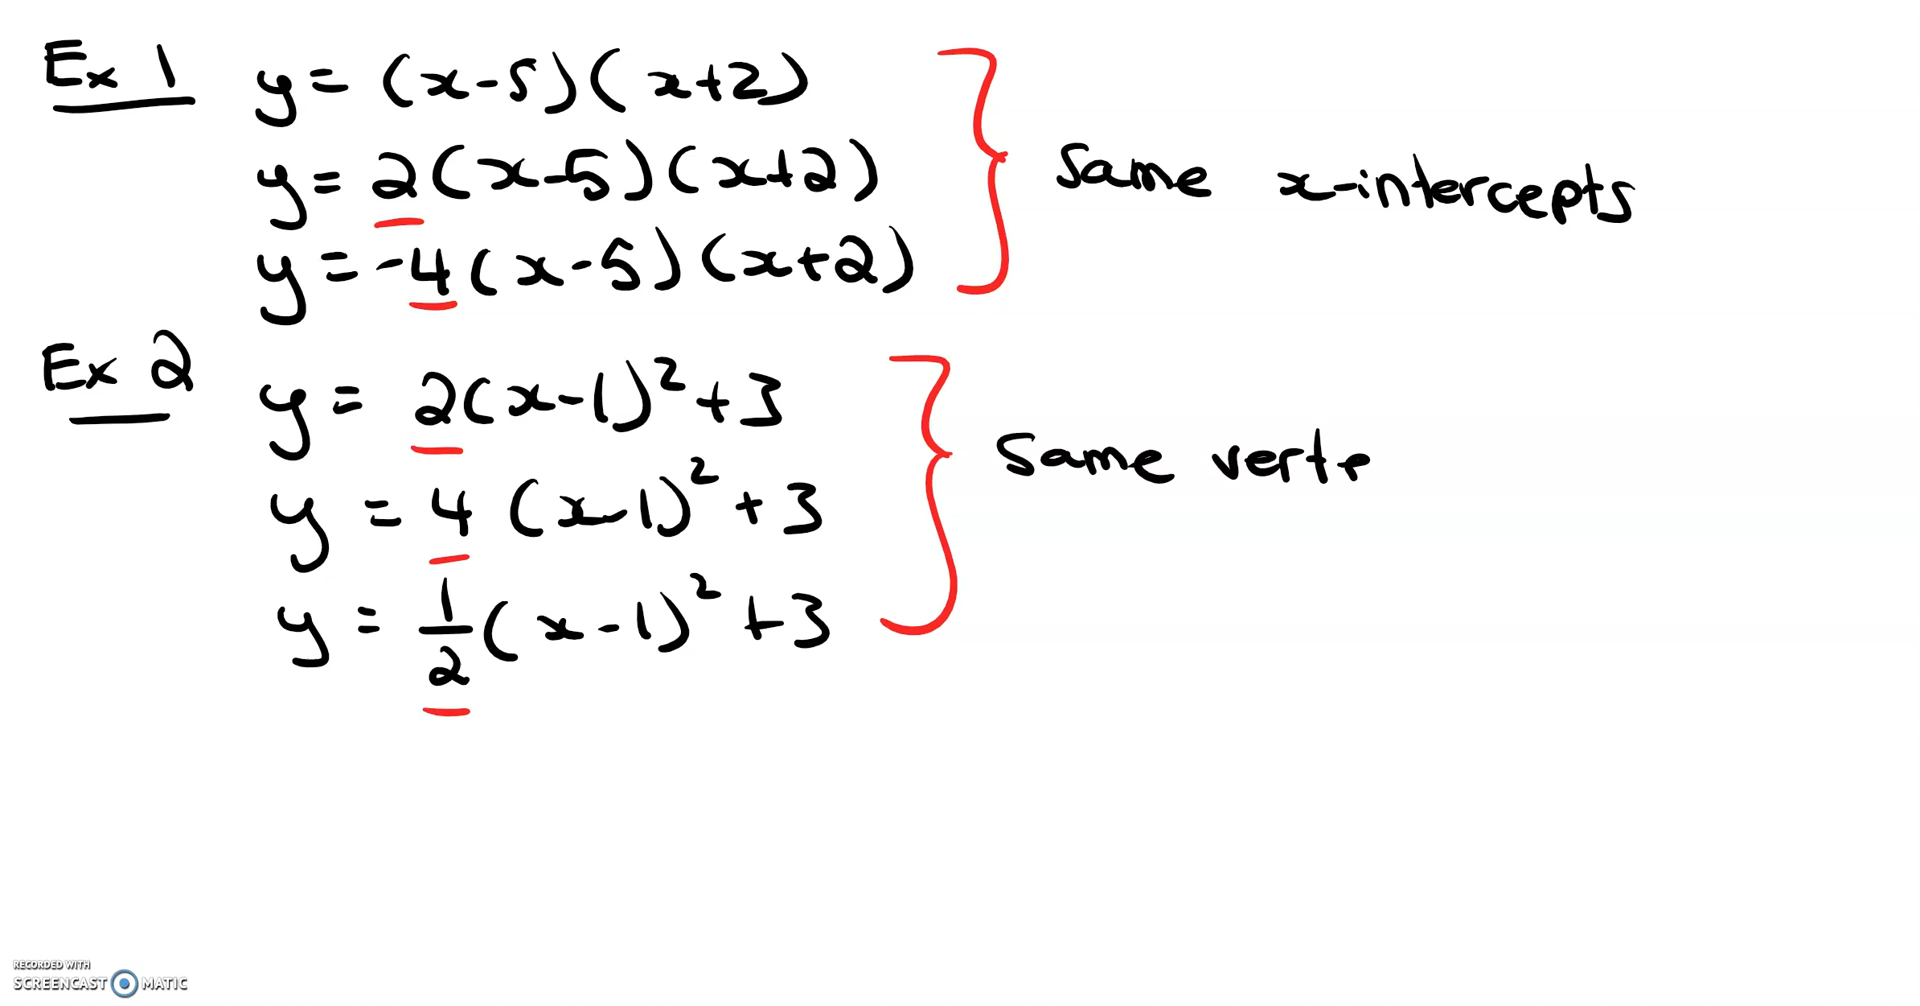 Ex 1 y = (x-5)(x+2)
y = 2(x-5)(x+2)
y = -4(x-5)(x+2)
Same x-intercepts
Ex 2 y = 2(x-1)² + 3
y = 4(x-1)² + 3
y = 1/2(x-1)² + 3
Same verte
RECORDED WITH
SCREENCAST MATIC